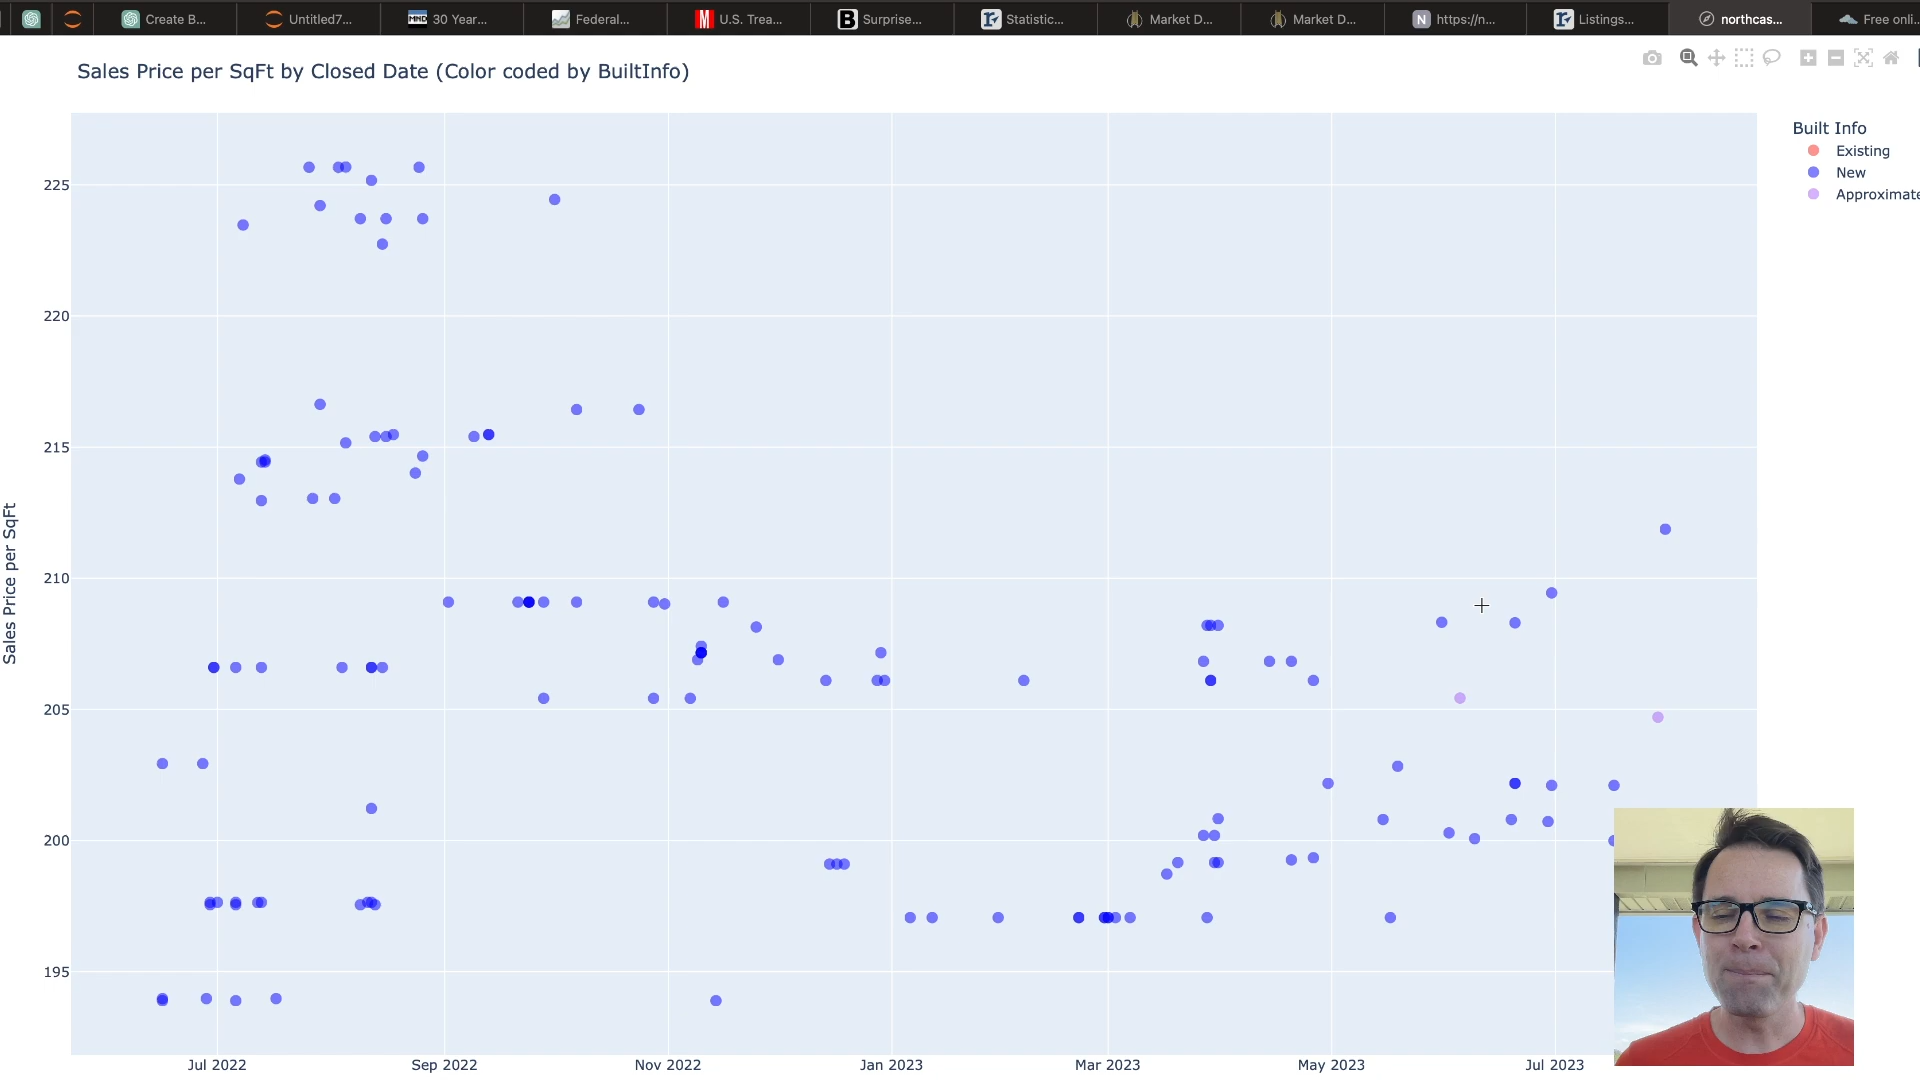 Create B...
Untitled7...
MND 30 Year...
Federal...
M U.S. Trea...
B Surprise...
Statistic...
Market D...
Market D...
N https://n...
Listings...
northcas...
Free onli...
Sales Price per SqFt by Closed Date (Color coded by BuiltInfo)
Built Info
Existing
New
Approximate
Sales Price per SqFt
225
220
215
210
205
200
195
Jul 2022
Sep 2022
Nov 2022
Jan 2023
Mar 2023
May 2023
Jul 2023